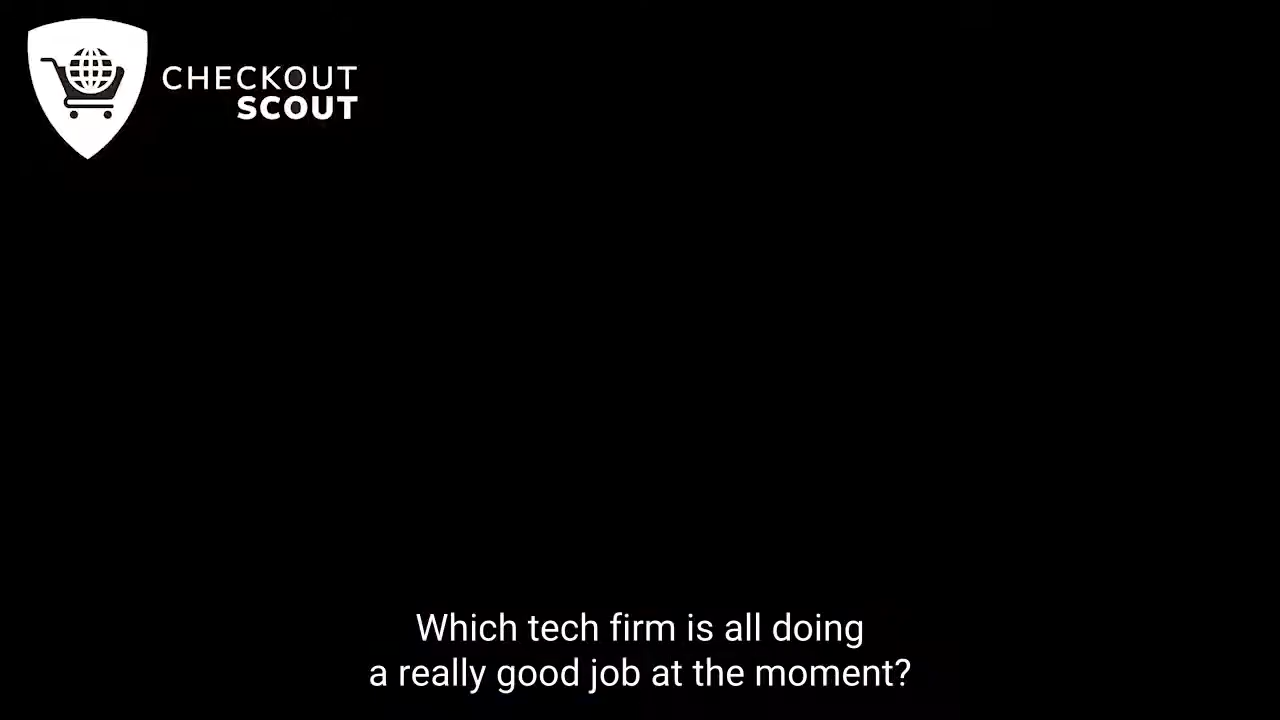 CHECKOUT
SCOUT
Which tech firm is all doing
a really good job at the moment?